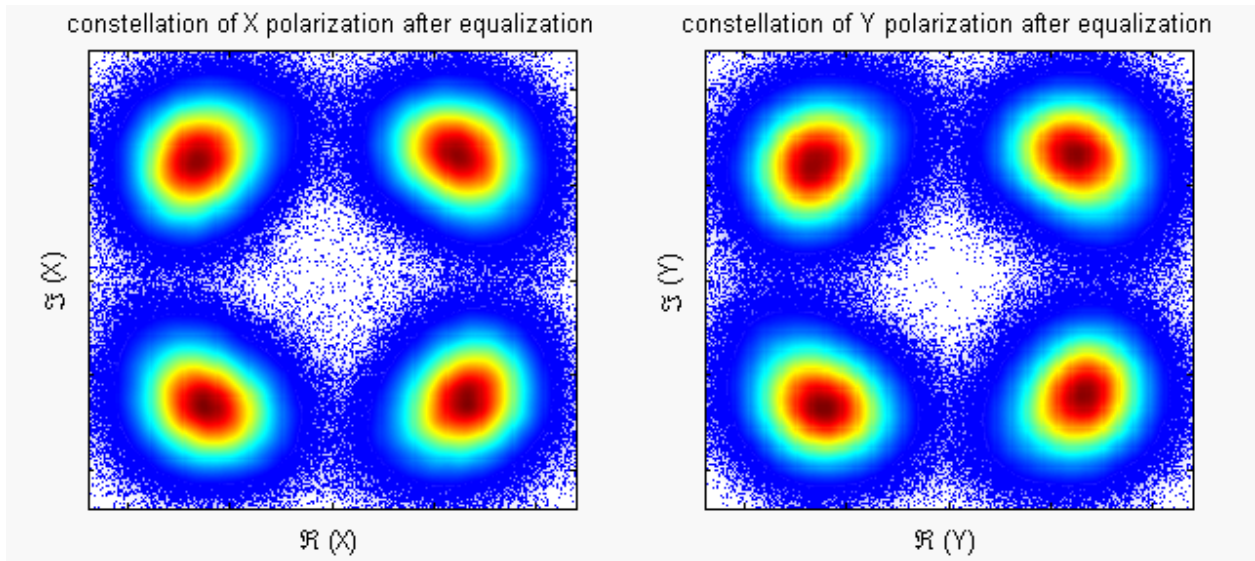 constellation of X polarization after equalization
constellation of Y polarization after equalization
ℑ (X)
ℜ (X)
ℑ (Y)
ℜ (Y)